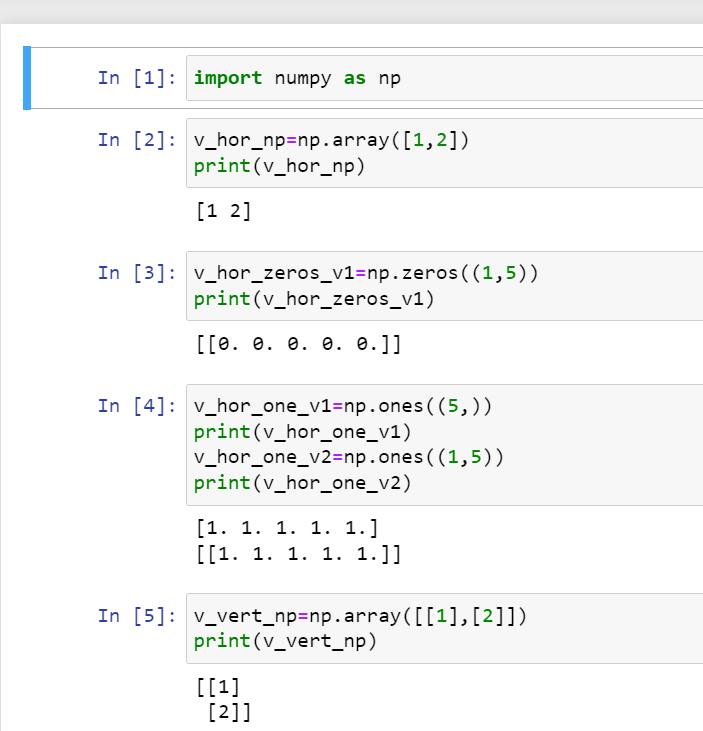 In [1]: import numpy as np
In [2]: v_hor_np=np.array([1,2])
print(v_hor_np)
[1 2]
In [3]: v_hor_zeros_v1=np.zeros((1,5))
print(v_hor_zeros_v1)
[[0. 0. 0. 0. 0.]]
In [4]: v_hor_one_v1=np.ones((5,))
print(v_hor_one_v1)
v_hor_one_v2=np.ones((1,5))
print(v_hor_one_v2)
[1. 1. 1. 1. 1.]
[[1. 1. 1. 1. 1.]]
In [5]: v_vert_np=np.array([[1],[2]])
print(v_vert_np)
[[1]
 [2]]